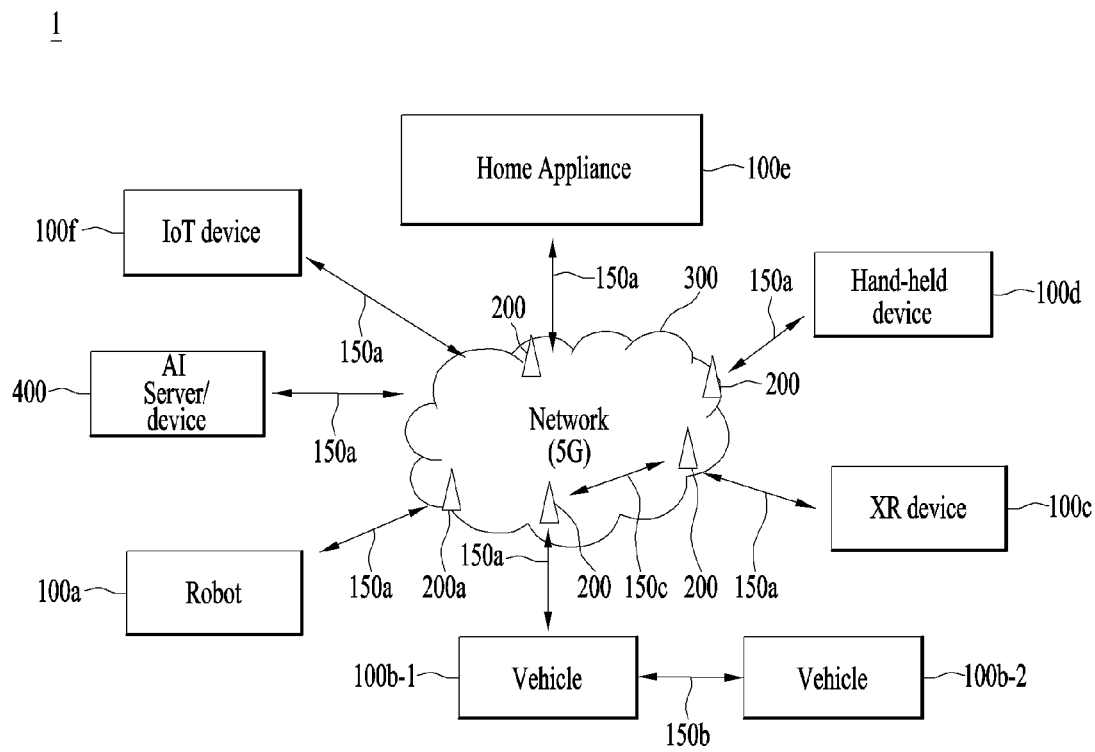 1
Home Appliance
100e
100f
IoT device
150a
300
200
150a
Hand-held
device
100d
150a
400
AI
Server/
device
150a
200
Network
(5G)
XR device
100c
100a
Robot
150a
200a
150a
200
150c
200
150a
100b-1
Vehicle
Vehicle
100b-2
150b